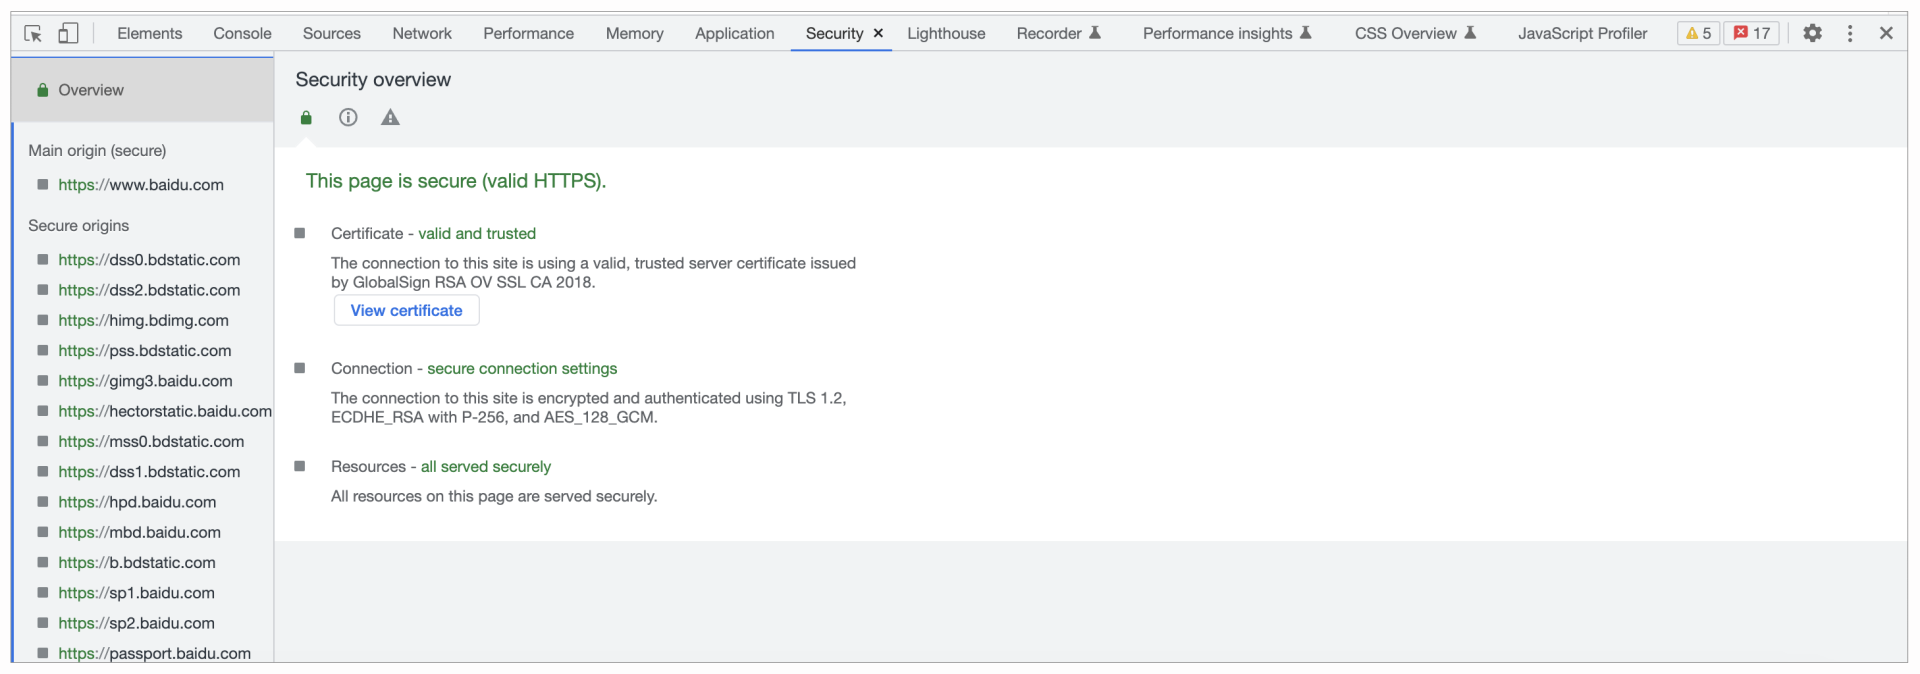 Elements Console Sources Network Performance Memory Application Security × Lighthouse Recorder Performance insights CSS Overview JavaScript Profiler 5 17
Overview
Main origin (secure)
https://www.baidu.com
Secure origins
https://dss0.bdstatic.com
https://dss2.bdstatic.com
https://himg.bdimg.com
https://pss.bdstatic.com
https://gimg3.baidu.com
https://hectorstatic.baidu.com
https://mss0.bdstatic.com
https://dss1.bdstatic.com
https://hpd.baidu.com
https://mbd.baidu.com
https://b.bdstatic.com
https://sp1.baidu.com
https://sp2.baidu.com
https://passport.baidu.com
Security overview
This page is secure (valid HTTPS).
Certificate - valid and trusted
The connection to this site is using a valid, trusted server certificate issued
by GlobalSign RSA OV SSL CA 2018.
View certificate
Connection - secure connection settings
The connection to this site is encrypted and authenticated using TLS 1.2,
ECDHE_RSA with P-256, and AES_128_GCM.
Resources - all served securely
All resources on this page are served securely.